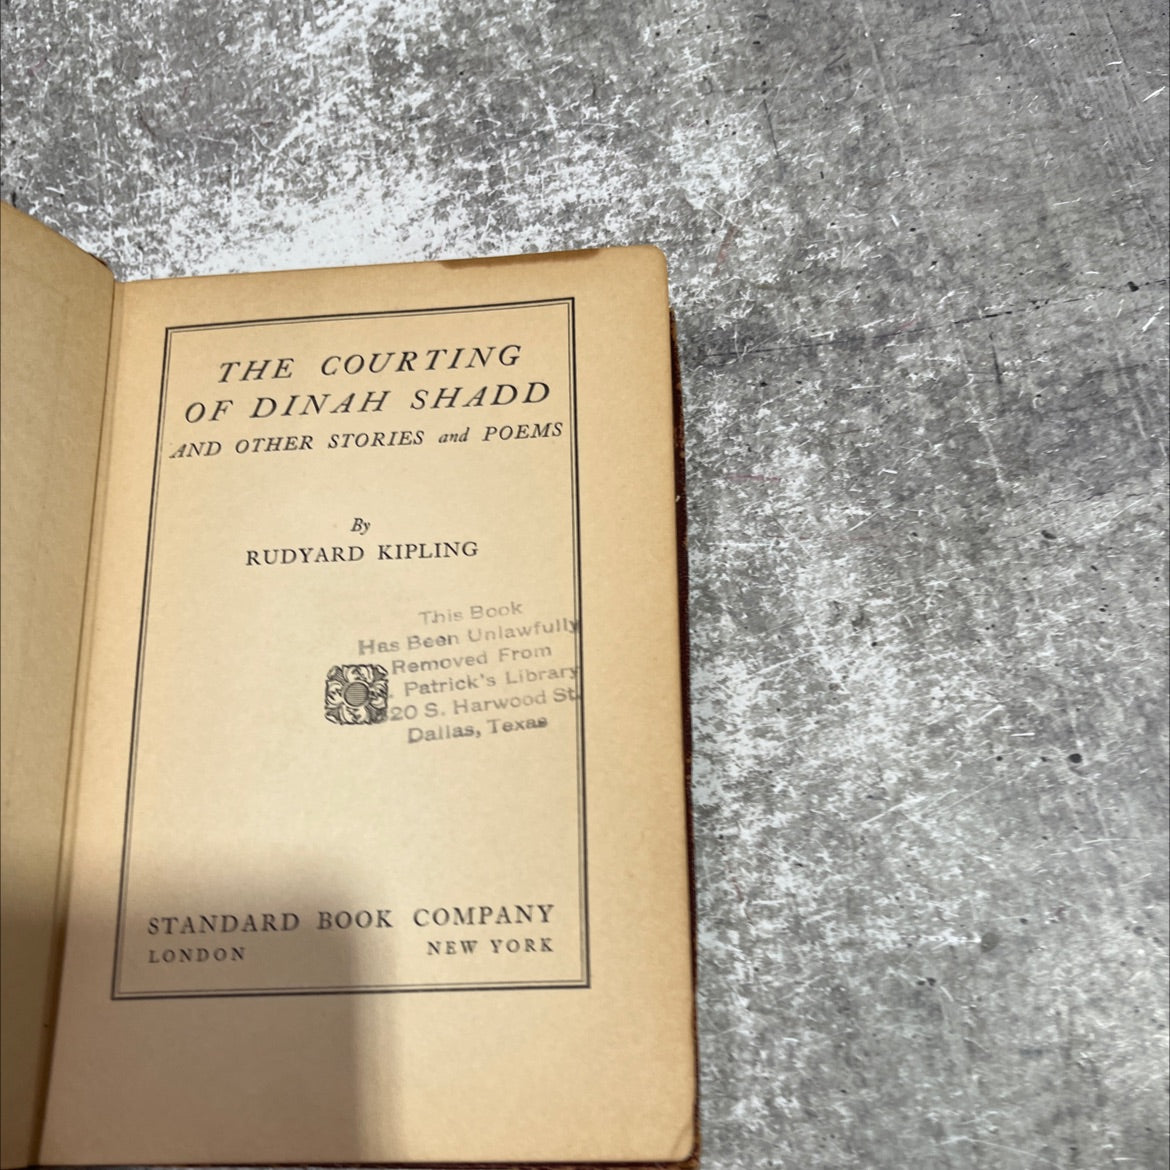 THE COURTING
OF DINAH SHADD
AND OTHER STORIES and POEMS
By
RUDYARD KIPLING
This Book
Has Been Unlawfully
Removed From
Patrick's Library
20 S. Harwood St.
Dallas, Texas
STANDARD BOOK COMPANY
LONDON NEW YORK